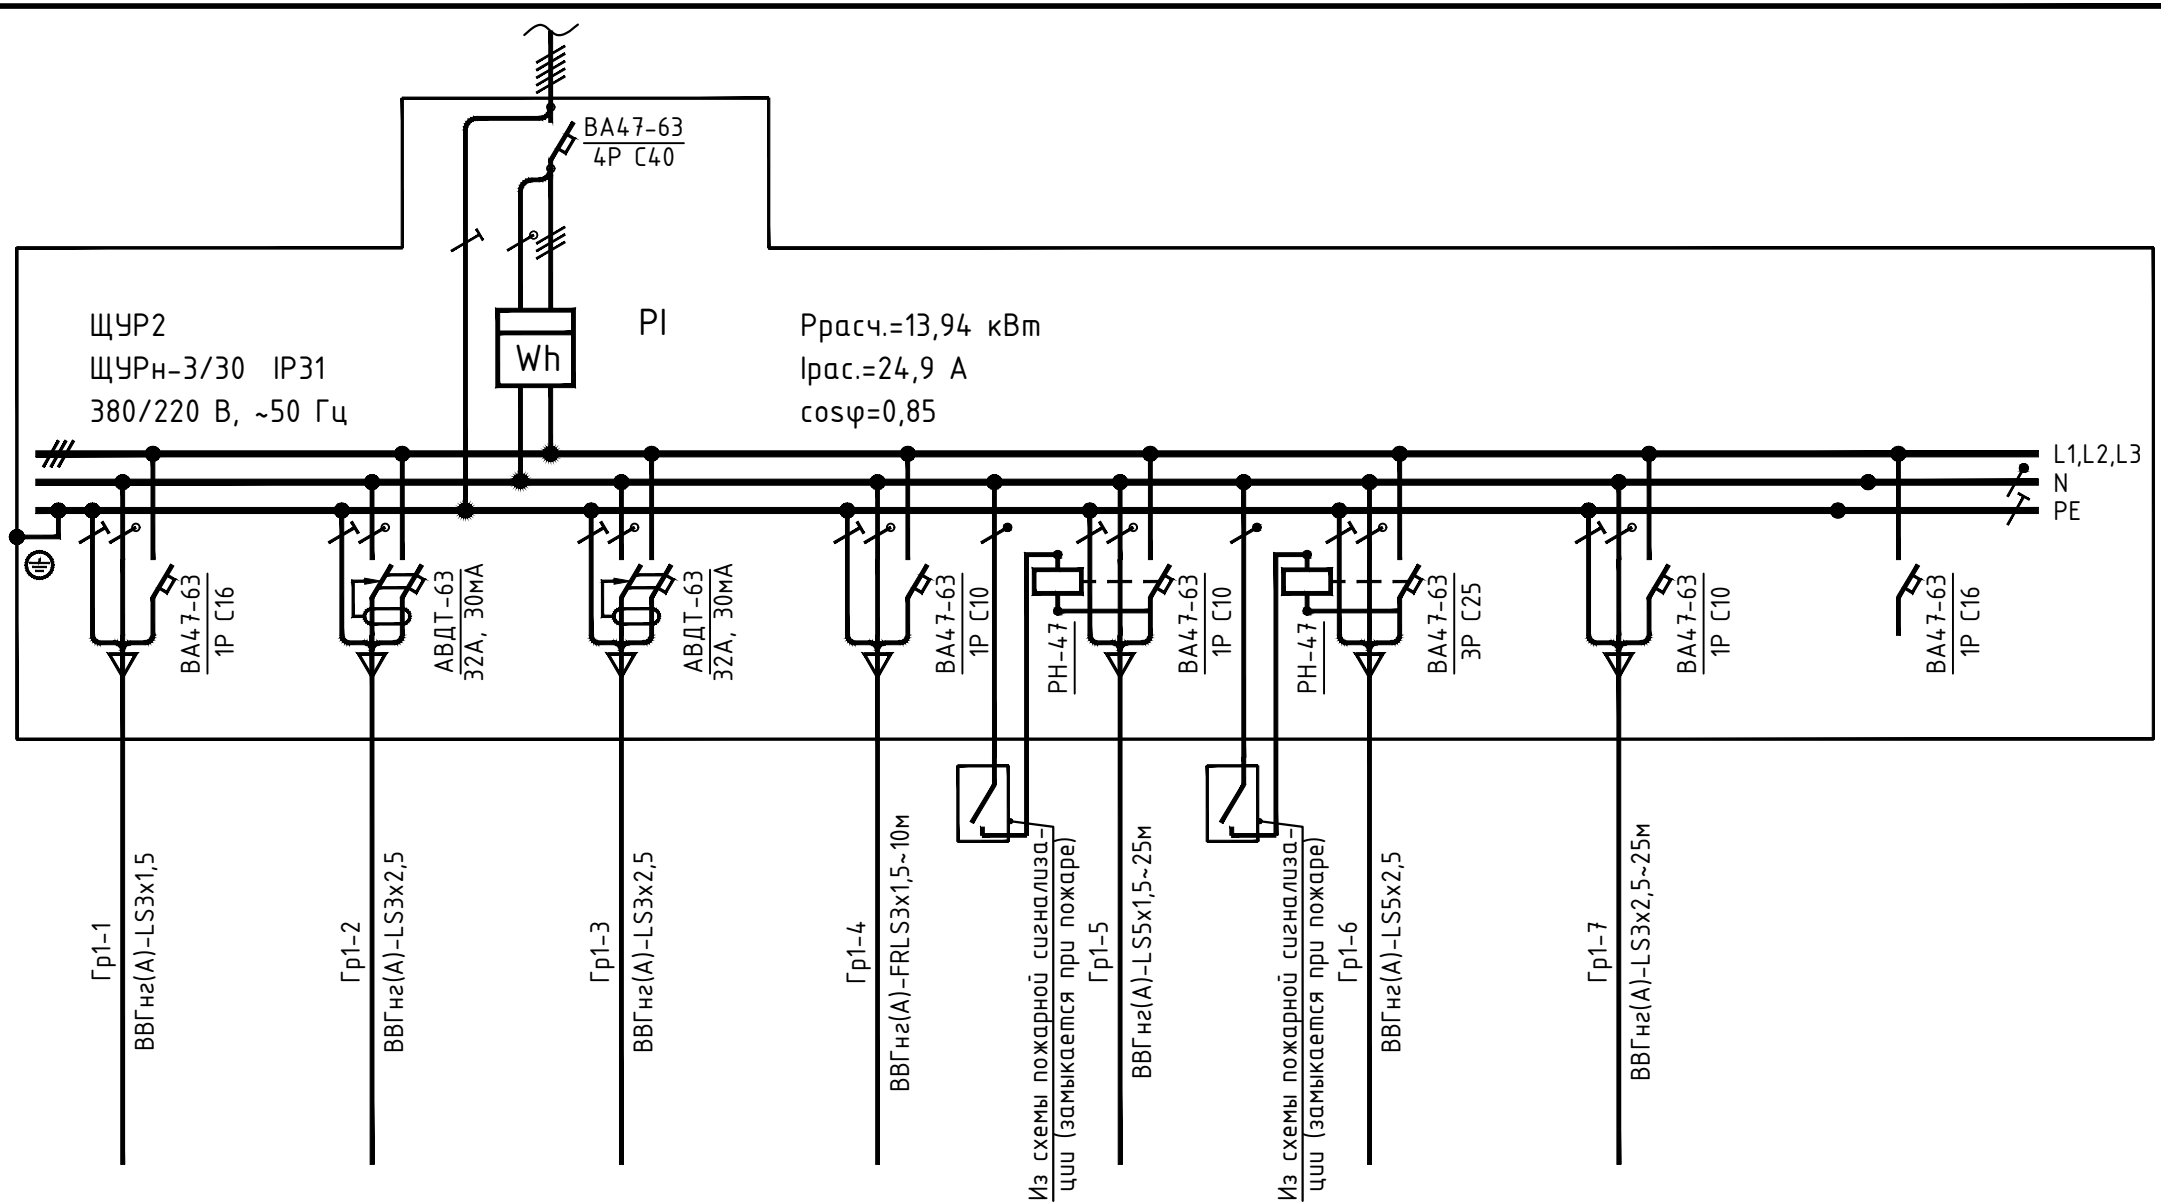 ВА47-63
4Р С40
ЩУР2
ЩУРн-3/30 IP31
380/220 В, ~50 Гц
Wh
PI
Ррасч.=13,94 кВт
Iрас.=24,9 А
cosφ=0,85
L1,L2,L3
N
PE
ВА47-63
1Р С16
АВДТ-63
32А, 30мА
АВДТ-63
32А, 30мА
ВА47-63
1Р С10
РН-47
ВА47-63
1Р С10
РН-47
ВА47-63
3Р С25
ВА47-63
1Р С10
ВА47-63
1Р С16
Гр1-1
ВВГнг(А)-LS3х1,5
Гр1-2
ВВГнг(А)-LS3х2,5
Гр1-3
ВВГнг(А)-LS3х2,5
Гр1-4
ВВГнг(А)-FRLS3х1,5~10м
Из схемы пожарной сигнализа-
ции (замыкается при пожаре)
Гр1-5
ВВГнг(А)-LS5х1,5~25м
Из схемы пожарной сигнализа-
ции (замыкается при пожаре)
Гр1-6
ВВГнг(А)-LS5х2,5
Гр1-7
ВВГнг(А)-LS3х2,5~25м